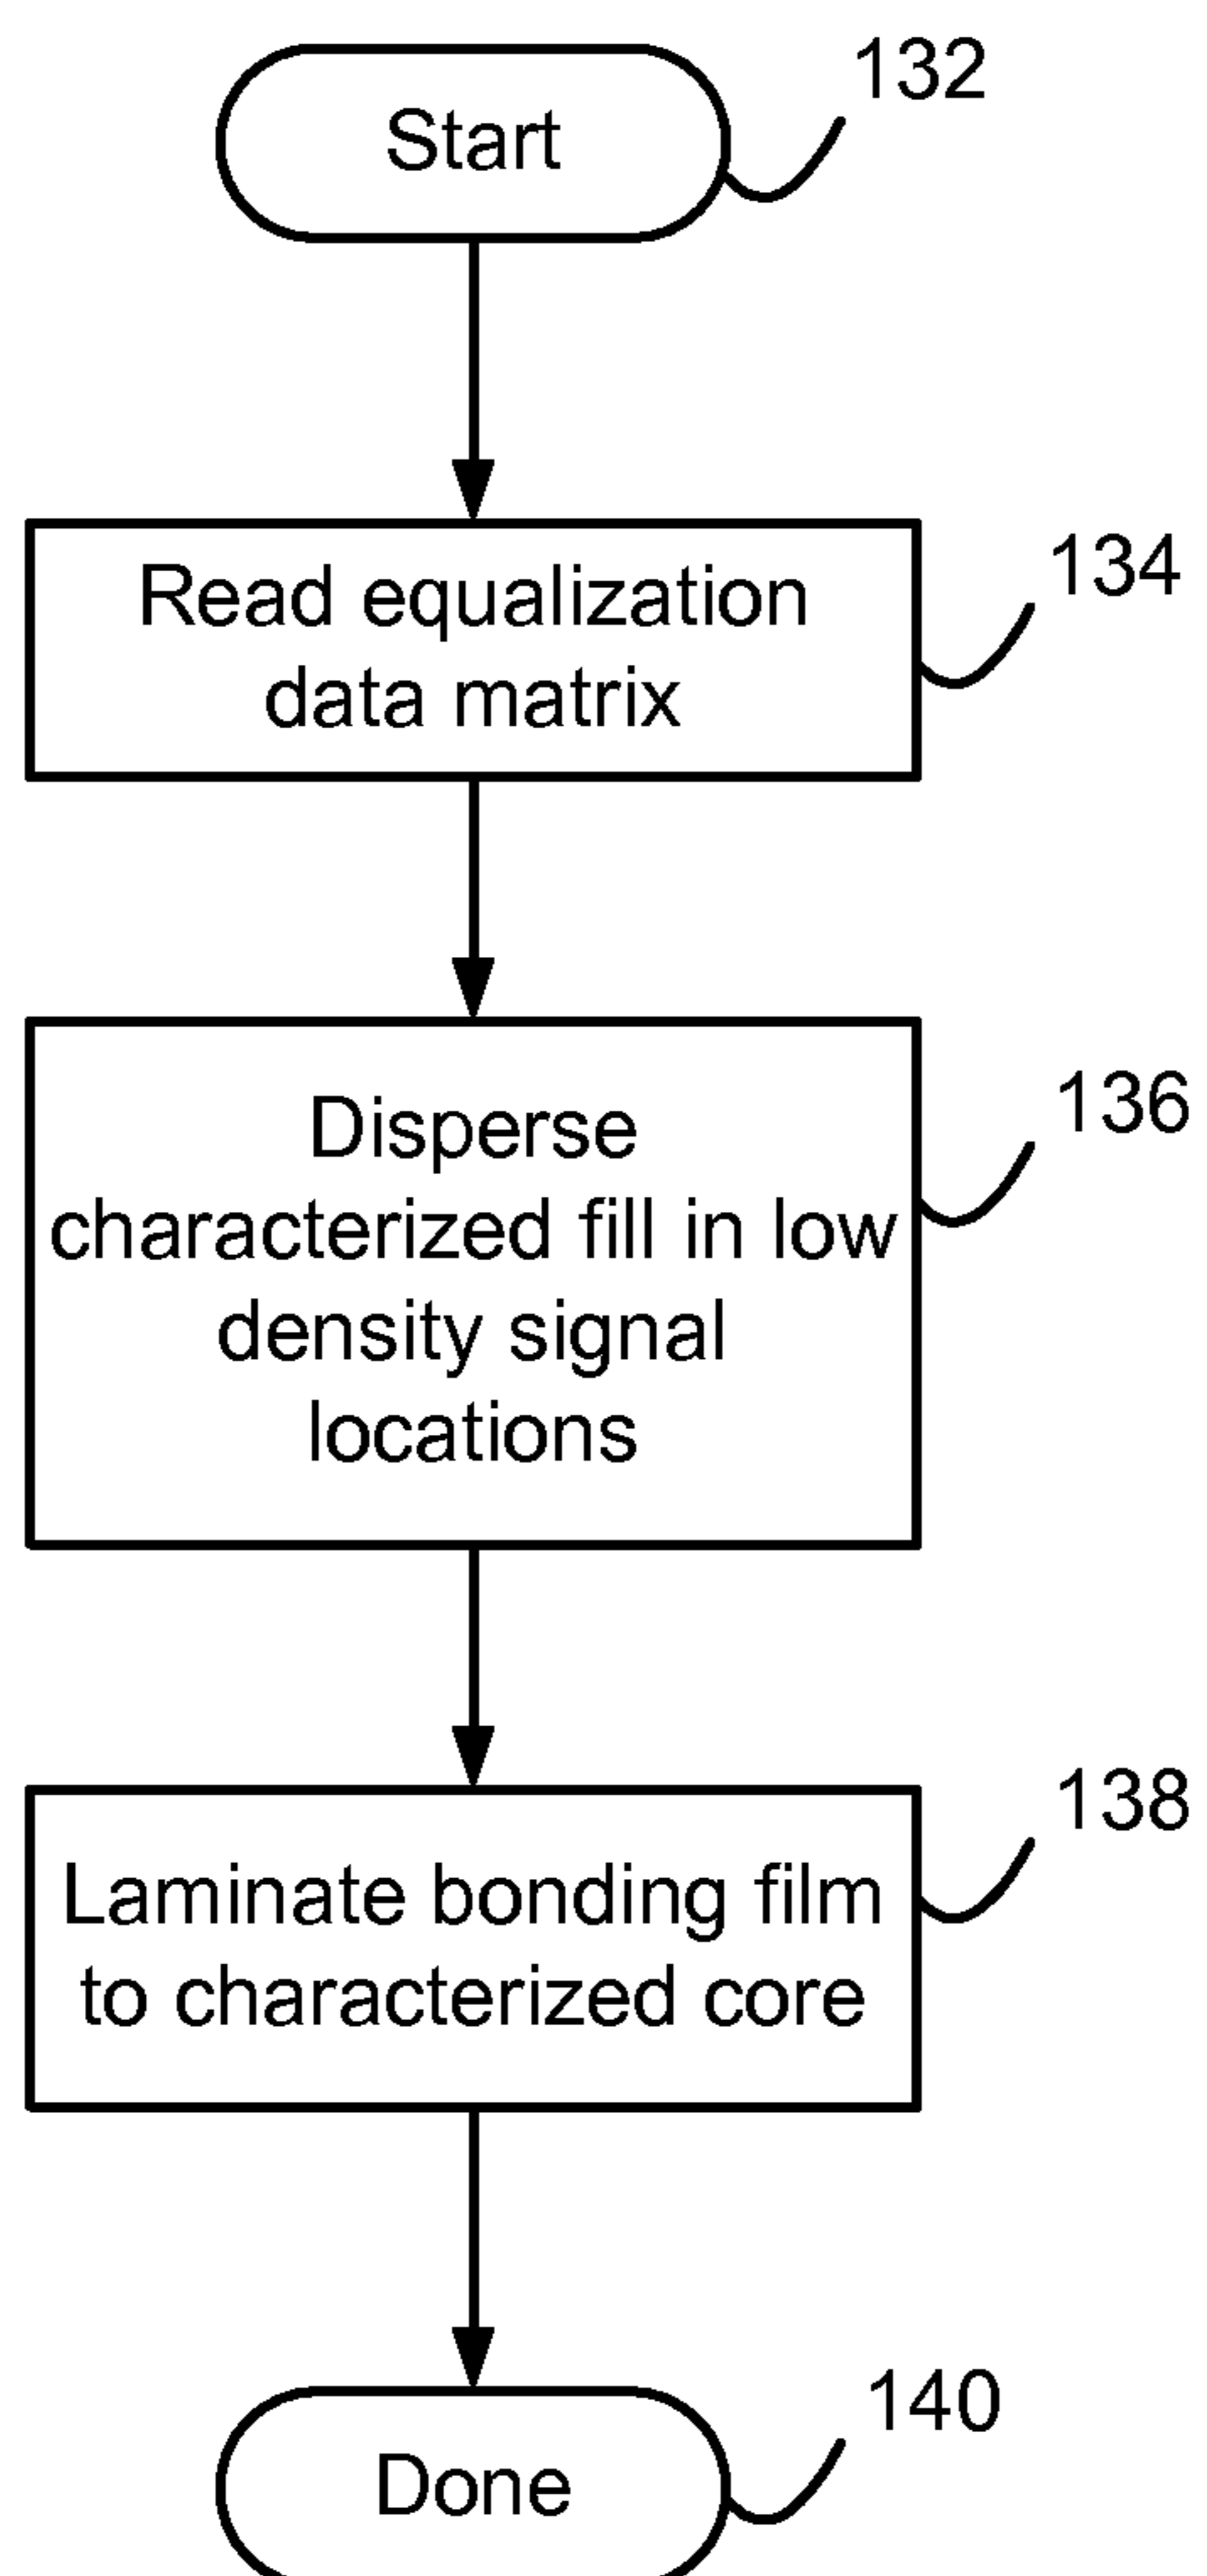 132
Start
134
Read equalization
data matrix
136
Disperse
characterized fill in low
density signal
locations
138
Laminate bonding film
to characterized core
140
Done